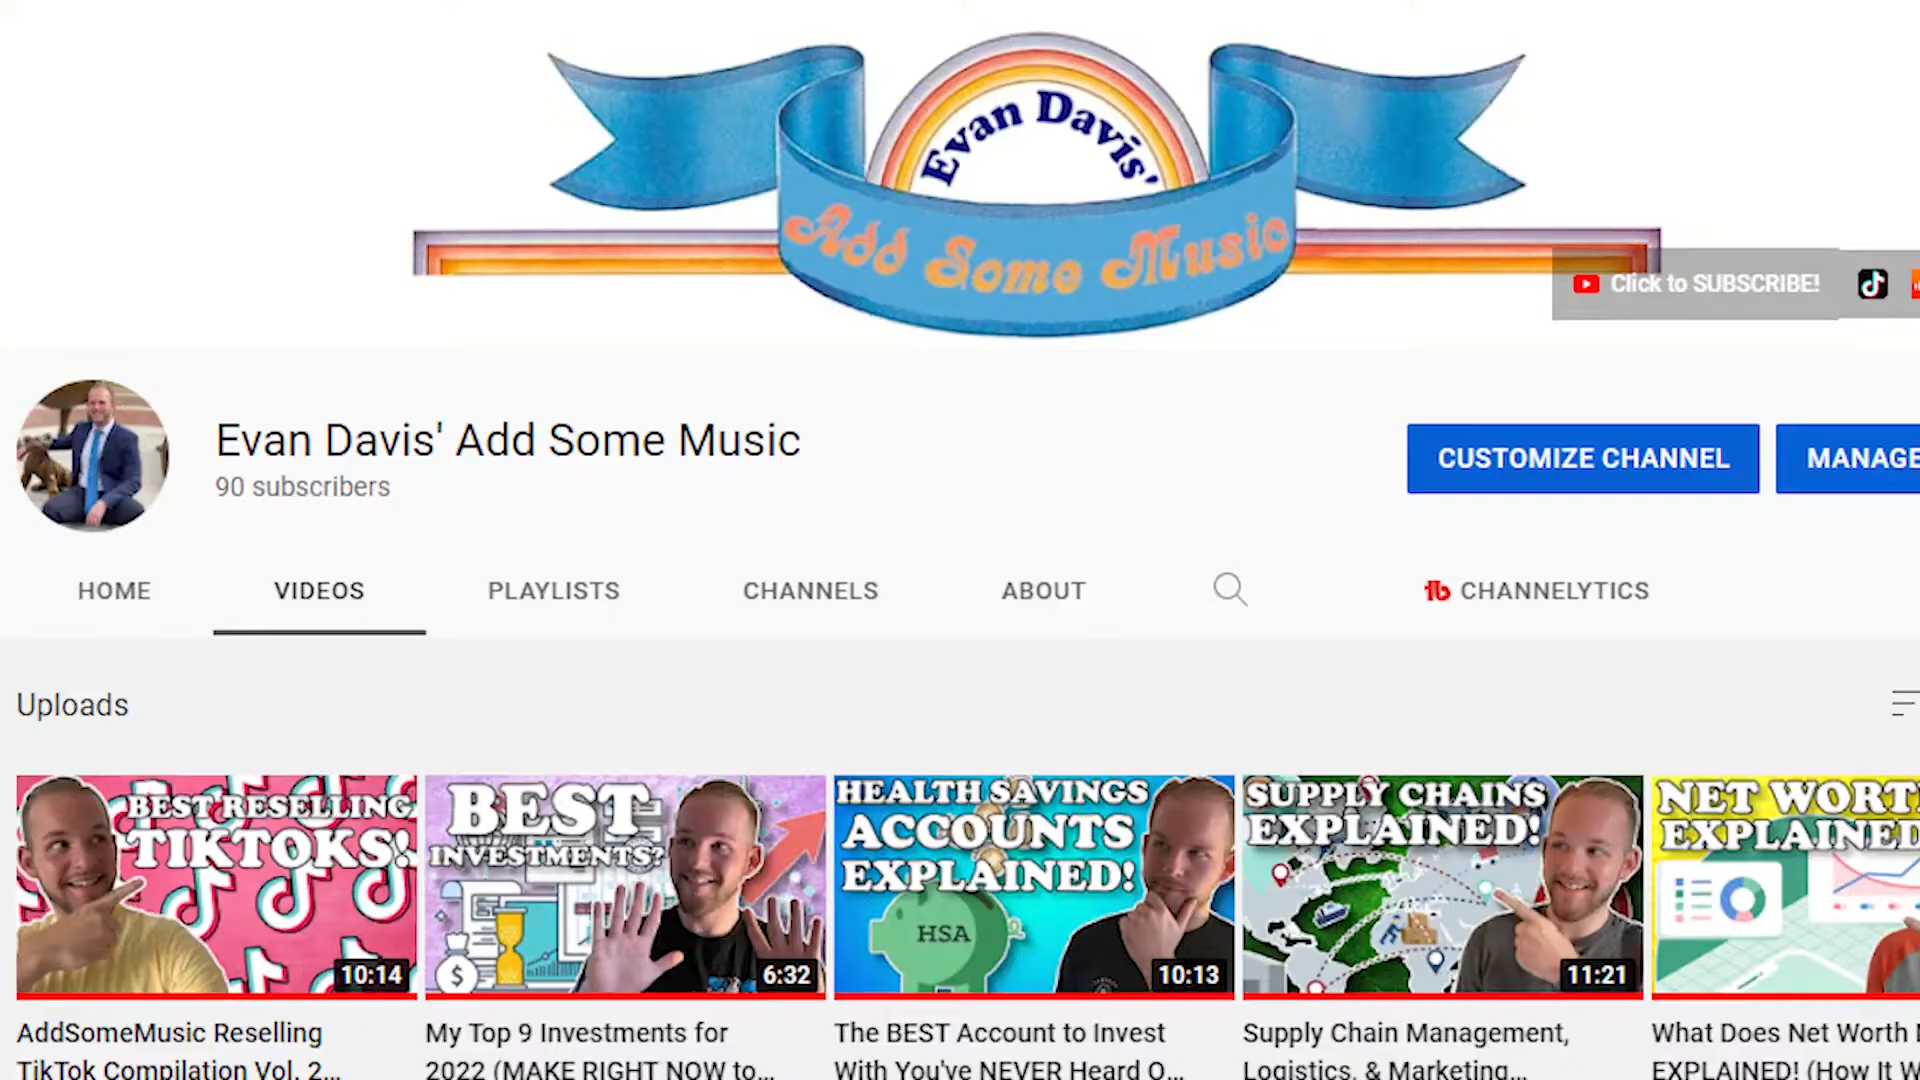 Evan Davis'
Add Some Music
Click to SUBSCRIBE!
Evan Davis' Add Some Music
90 subscribers
CUSTOMIZE CHANNEL
MANAGE
HOME
VIDEOS
PLAYLISTS
CHANNELS
ABOUT
tb CHANNELYTICS
Uploads
BEST RESELLING
TIKTOKS!
10:14
BEST
INVESTMENTS?
$
6:32
HEALTH SAVINGS
ACCOUNTS
EXPLAINED!
HSA
10:13
SUPPLY CHAINS
EXPLAINED!
11:21
NET WORT
EXPLAINED
AddSomeMusic Reselling
TikTok Compilation Vol. 2...
My Top 9 Investments for
2022 (MAKE RIGHT NOW to...
The BEST Account to Invest
With You've NEVER Heard O...
Supply Chain Management,
Logistics, & Marketing...
What Does Net Worth
EXPLAINED! (How It W